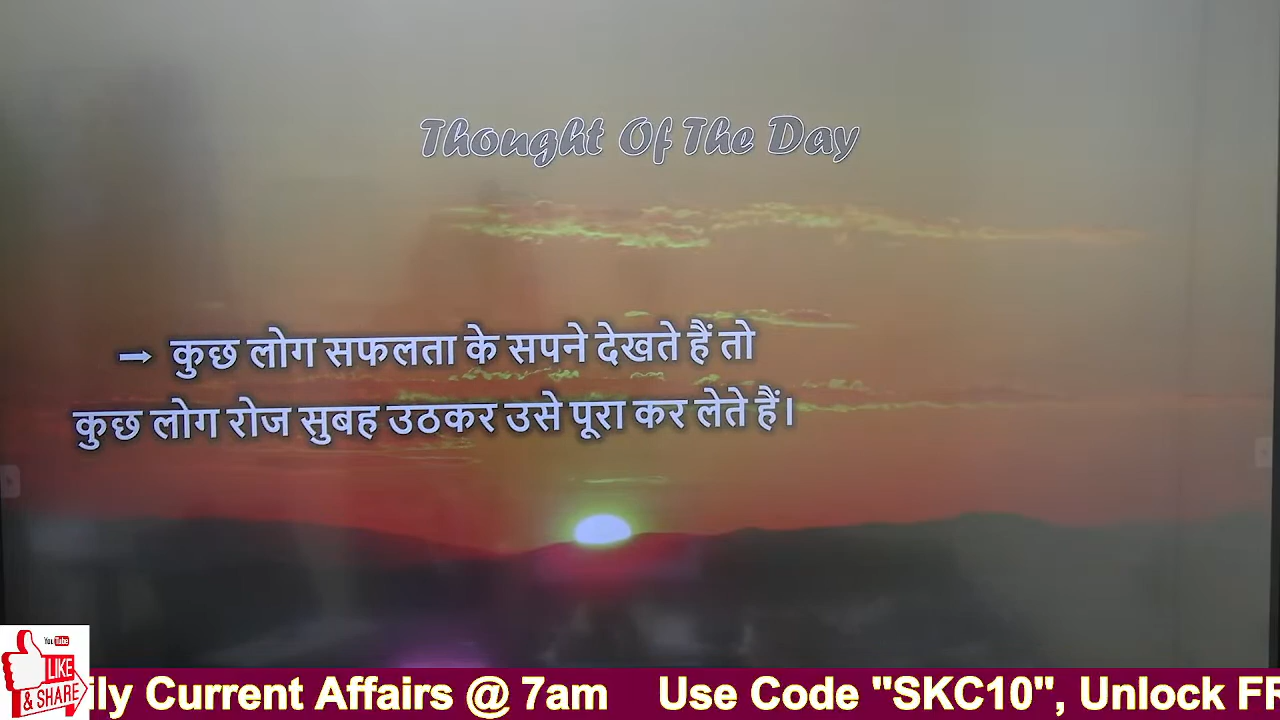 Thought Of The Day
→ कुछ लोग सफलता के सपने देखते हैं तो
कुछ लोग रोज सुबह उठकर उसे पूरा कर लेते हैं।
YouTube
LIKE
& SHARE
ily Current Affairs @ 7am Use Code "SKC10", Unlock FR